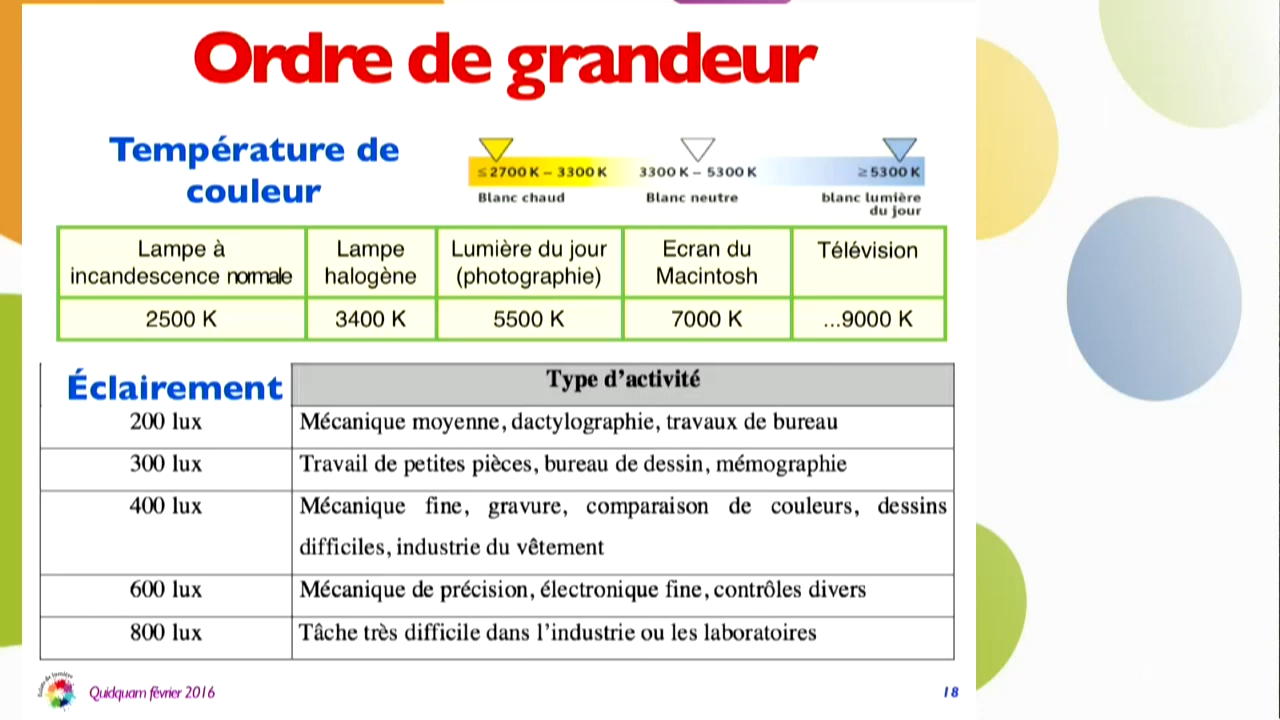 Ordre de grandeur
Température de
couleur
≤2700 K – 3300 K
3300 K – 5300 K
≥5300 K
Blanc chaud
Blanc neutre
blanc lumière
du jour
Lampe à
incandescence normale
Lampe
halogène
Lumière du jour
(photographie)
Ecran du
Macintosh
Télévision
2500 K
3400 K
5500 K
7000 K
...9000 K
Éclairement
Type d’activité
200 lux
Mécanique moyenne, dactylographie, travaux de bureau
300 lux
Travail de petites pièces, bureau de dessin, mémographie
400 lux
Mécanique fine, gravure, comparaison de couleurs, dessins
difficiles, industrie du vêtement
600 lux
Mécanique de précision, électronique fine, contrôles divers
800 lux
Tâche très difficile dans l’industrie ou les laboratoires
de lumière
Quidquam février 2016
18